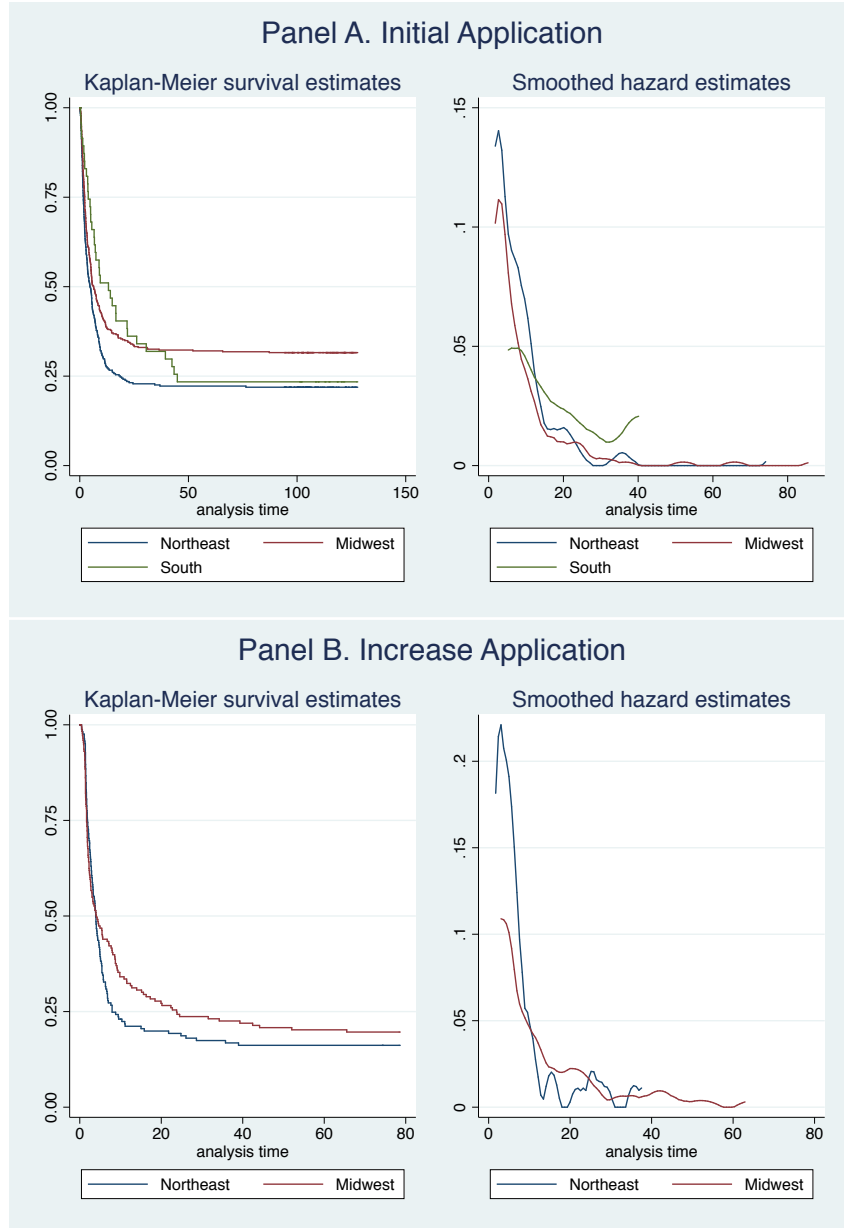 Panel A. Initial Application
Kaplan-Meier survival estimates
1.00
0.75
0.50
0.25
0.00
0 50 100 150
analysis time
Northeast Midwest
South
Smoothed hazard estimates
.15
.1
.05
0
0 20 40 60 80
analysis time
Northeast Midwest
South
Panel B. Increase Application
Kaplan-Meier survival estimates
1.00
0.75
0.50
0.25
0.00
0 20 40 60 80
analysis time
Northeast Midwest
Smoothed hazard estimates
.2
.15
.1
.05
0
0 20 40 60 80
analysis time
Northeast Midwest